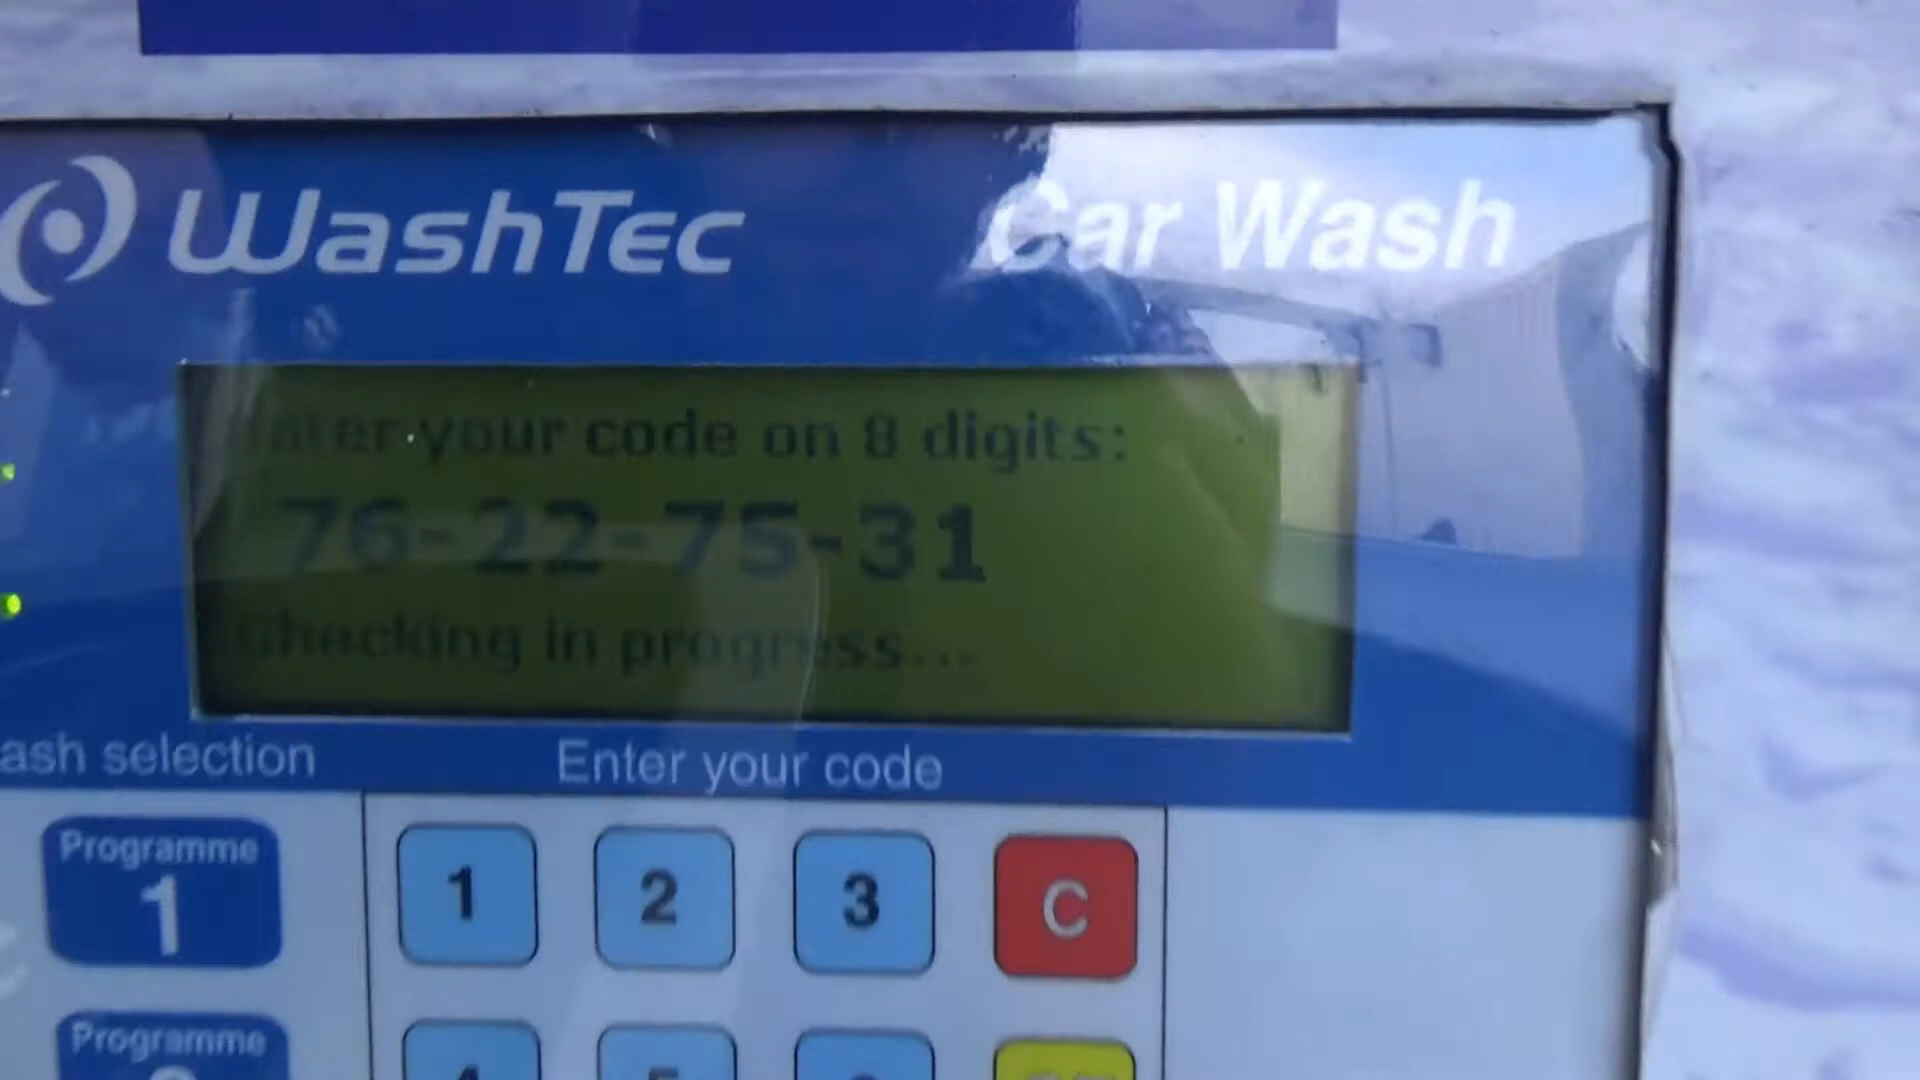 WashTec Car Wash
Enter your code on 8 digits:
76-22-75-31
Checking in progress...
ash selection
Enter your code
Programme
1
1 2 3 C
Programme